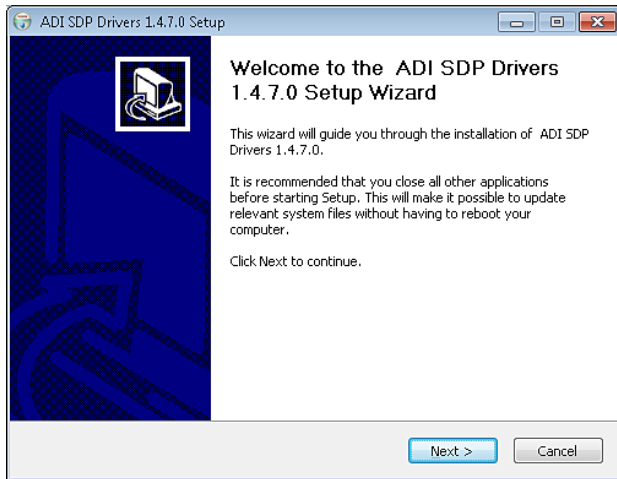 ADI SDP Drivers 1.4.7.0 Setup
Welcome to the ADI SDP Drivers
1.4.7.0 Setup Wizard
This wizard will guide you through the installation of ADI SDP
Drivers 1.4.7.0.
It is recommended that you close all other applications
before starting Setup. This will make it possible to update
relevant system files without having to reboot your
computer.
Click Next to continue.
Next >
Cancel